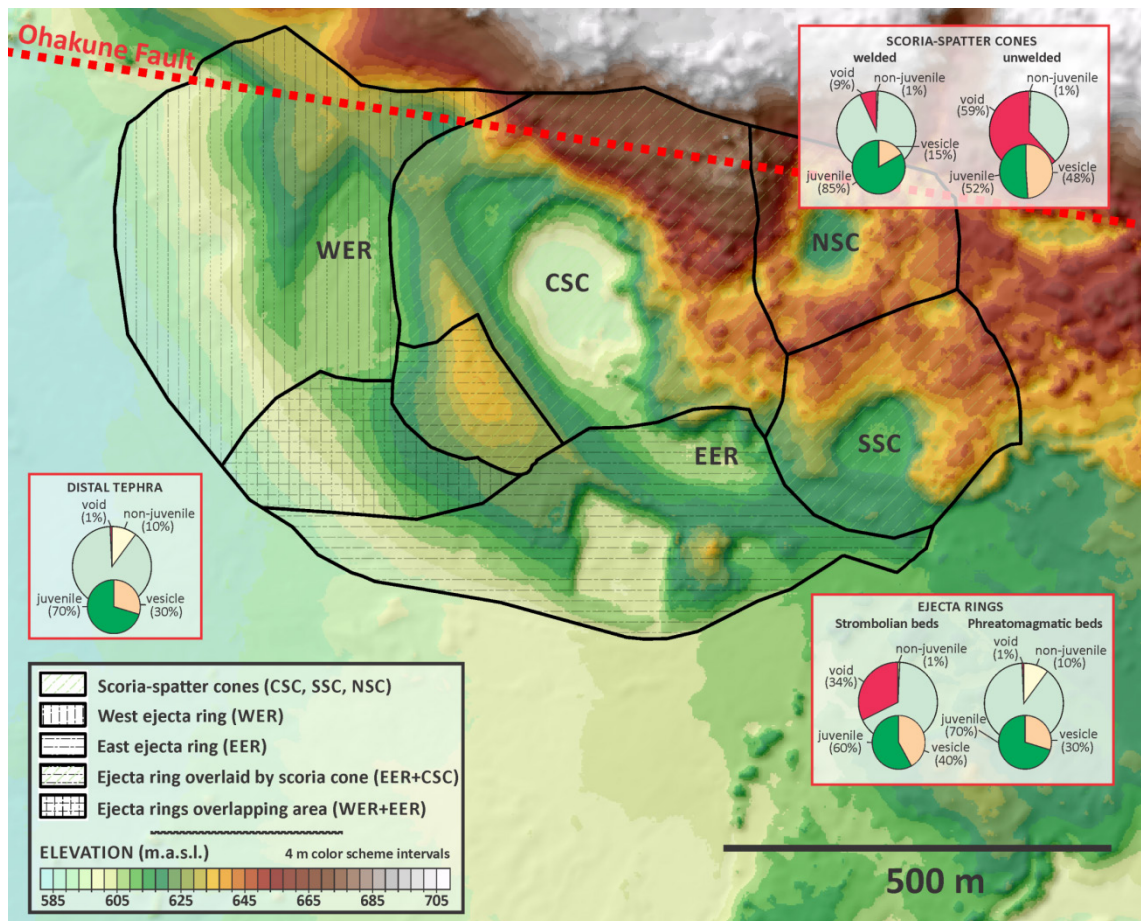 Ohakune Fault
SCORIA-SPATTER CONES
welded
unwelded
void
(9%)
non-juvenile
(1%)
vesicle
(15%)
juvenile
(85%)
void
(59%)
non-juvenile
(1%)
vesicle
(48%)
juvenile
(52%)
WER
CSC
NSC
EER
SSC
DISTAL TEPHRA
void
(1%)
non-juvenile
(10%)
juvenile
(70%)
vesicle
(30%)
EJECTA RINGS
Strombolian beds
Phreatomagmatic beds
void
(34%)
non-juvenile
(1%)
juvenile
(60%)
vesicle
(40%)
void
(1%)
non-juvenile
(10%)
juvenile
(70%)
vesicle
(30%)
Scoria-spatter cones (CSC, SSC, NSC)
West ejecta ring (WER)
East ejecta ring (EER)
Ejecta ring overlaid by scoria cone (EER+CSC)
Ejecta rings overlapping area (WER+EER)
ELEVATION (m.a.s.l.)
4 m color scheme intervals
585 605 625 645 665 685 705
500 m